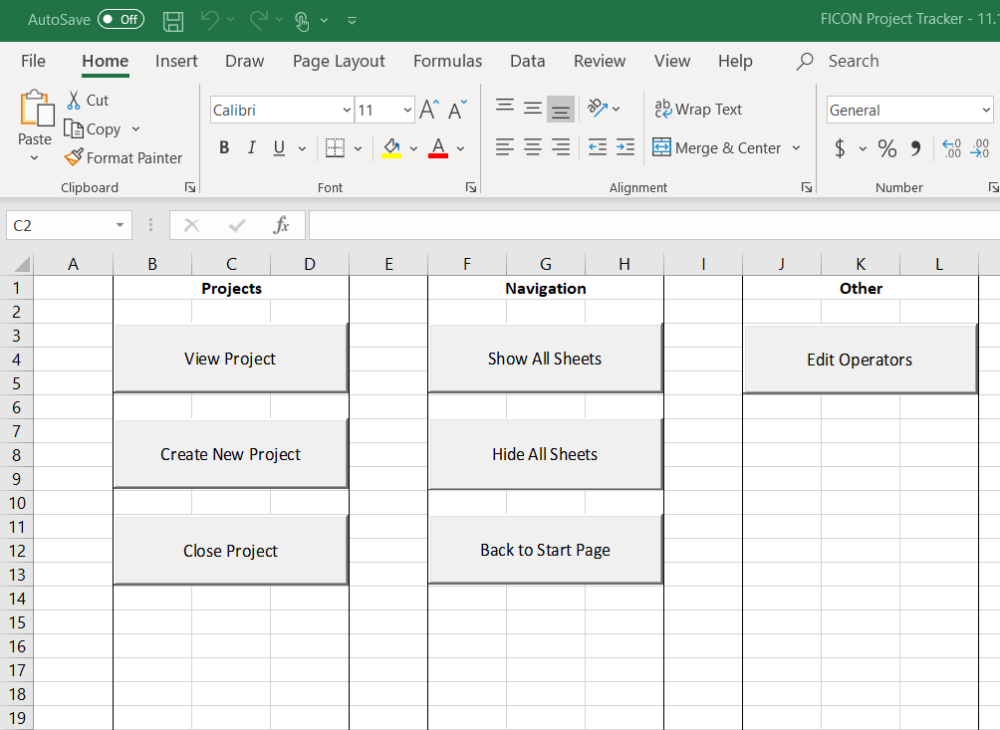 AutoSave Off FICON Project Tracker - 11.
File Home Insert Draw Page Layout Formulas Data Review View Help Search
Paste
Cut
Copy
Format Painter
Clipboard
Calibri 11 A A
B I U A
Font
Wrap Text
Merge & Center
Alignment
General
$ % 9 .00 .00
Number
C2 fx
A B C D E F G H I J K L
1 Projects Navigation Other
2
3
4 View Project Show All Sheets Edit Operators
5
6
7
8 Create New Project Hide All Sheets
9
10
11
12 Close Project Back to Start Page
13
14
15
16
17
18
19